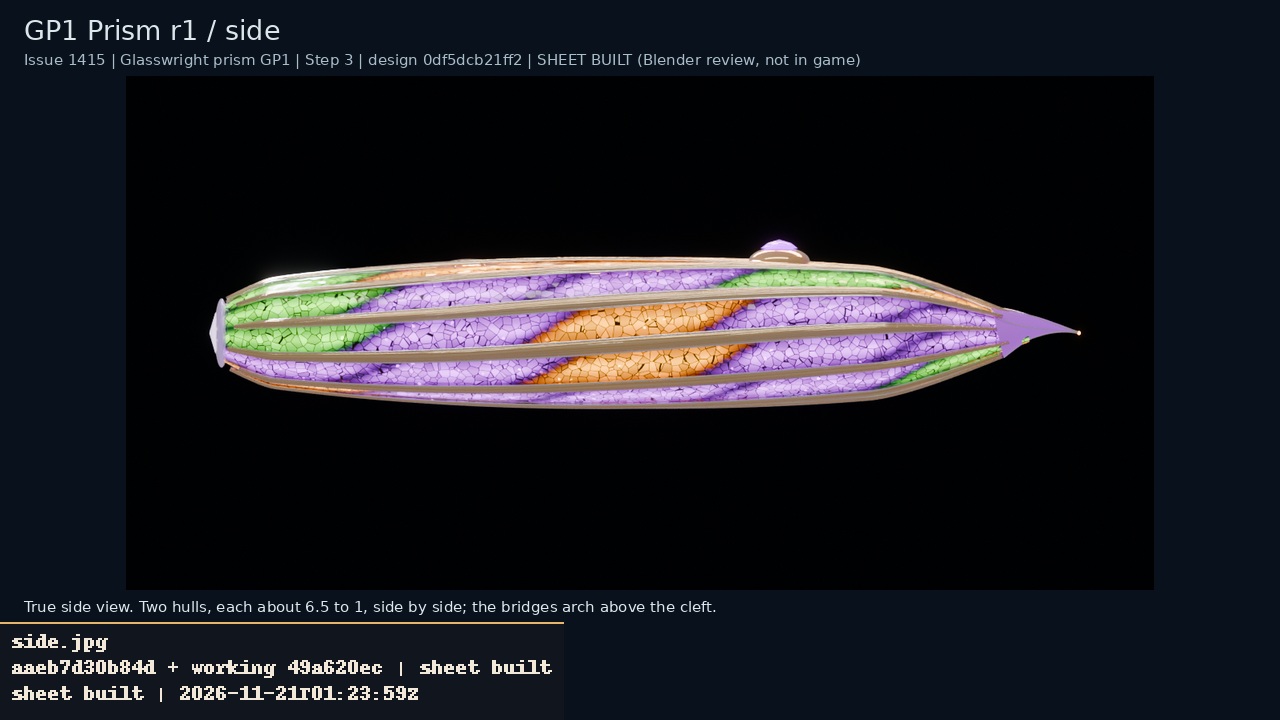 GP1 Prism r1 / side
Issue 1415 | Glasswright prism GP1 | Step 3 | design 0df5dcb21ff2 | SHEET BUILT (Blender review, not in game)
True side view. Two hulls, each about 6.5 to 1, side by side; the bridges arch above the cleft.
side.jpg
aaeb7d30b84d + working 49a620ec | sheet built
sheet built | 2026-11-21T01:23:59Z